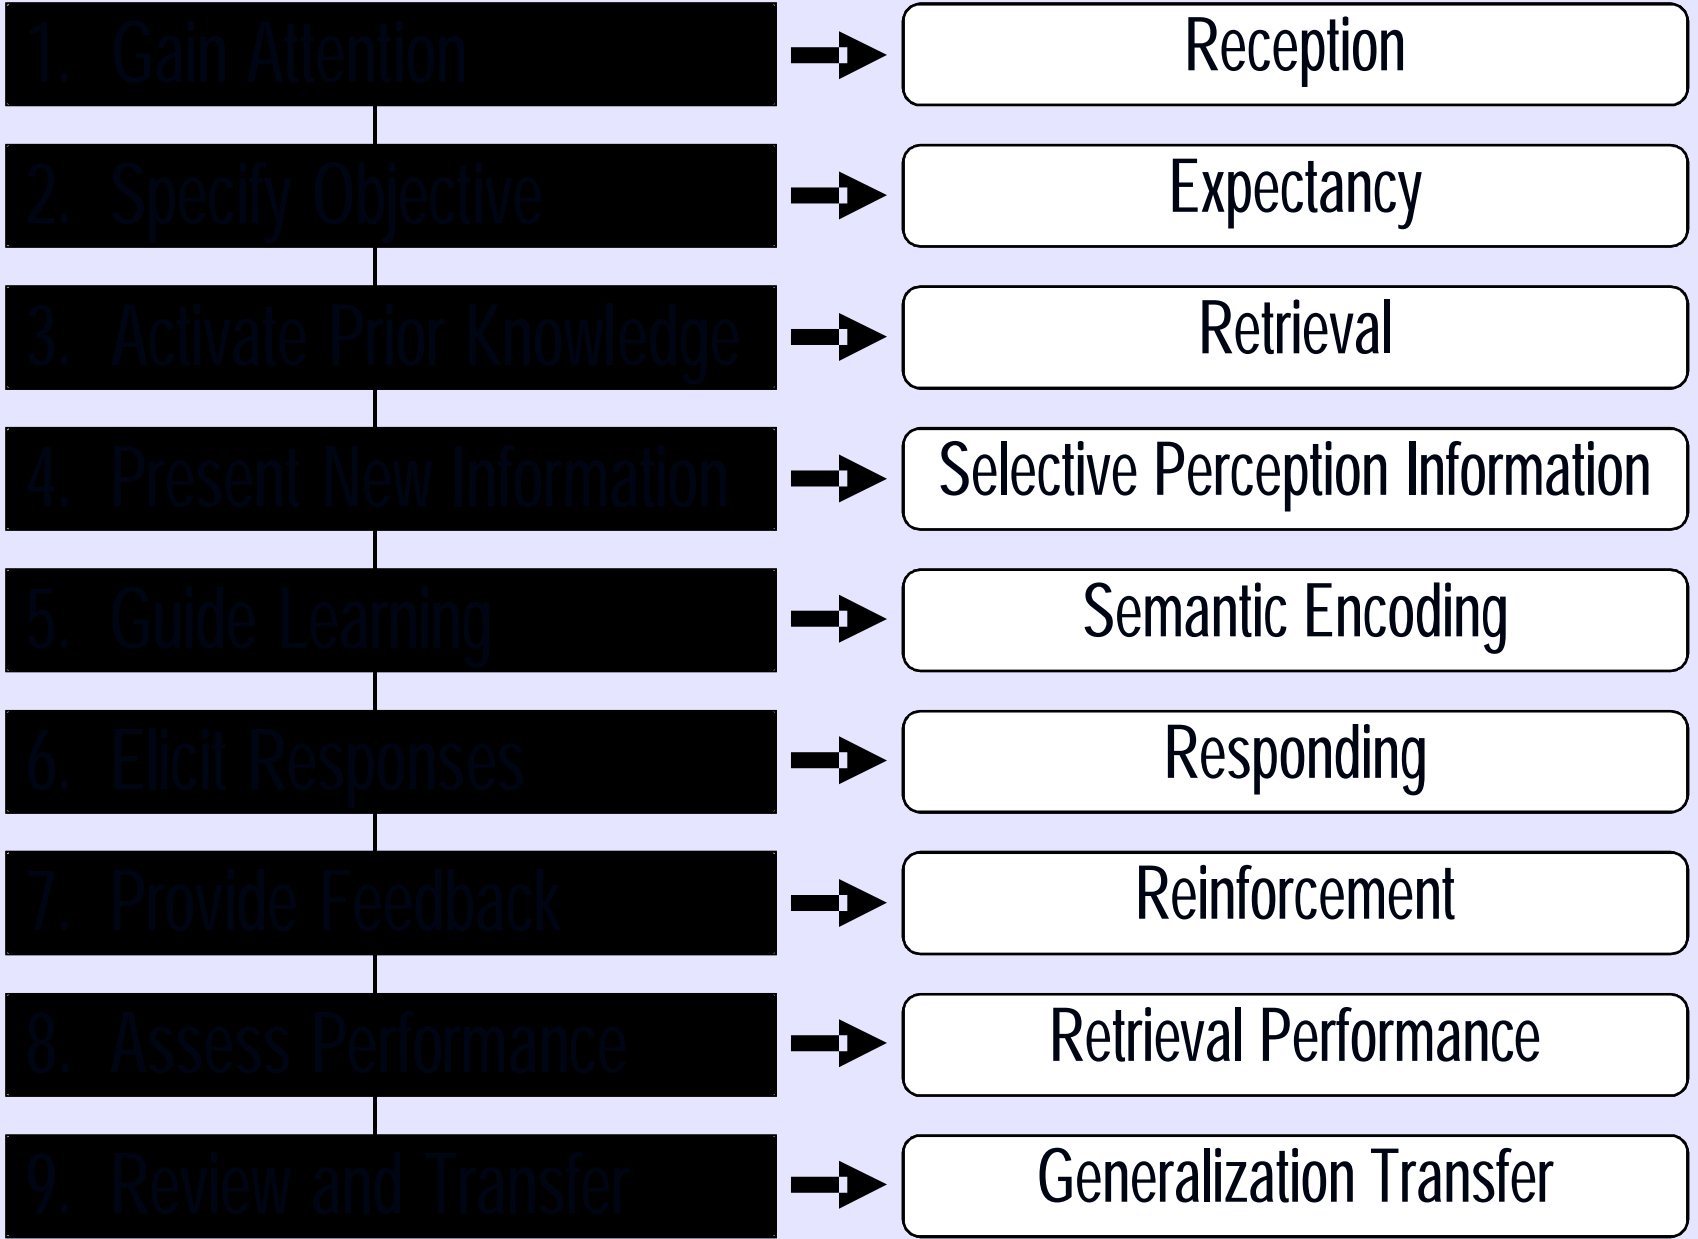 1. Gain Attention
Reception
2. Specify Objective
Expectancy
3. Activate Prior Knowledge
Retrieval
4. Present New Information
Selective Perception Information
5. Guide Learning
Semantic Encoding
6. Elicit Responses
Responding
7. Provide Feedback
Reinforcement
8. Assess Performance
Retrieval Performance
9. Review and Transfer
Generalization Transfer